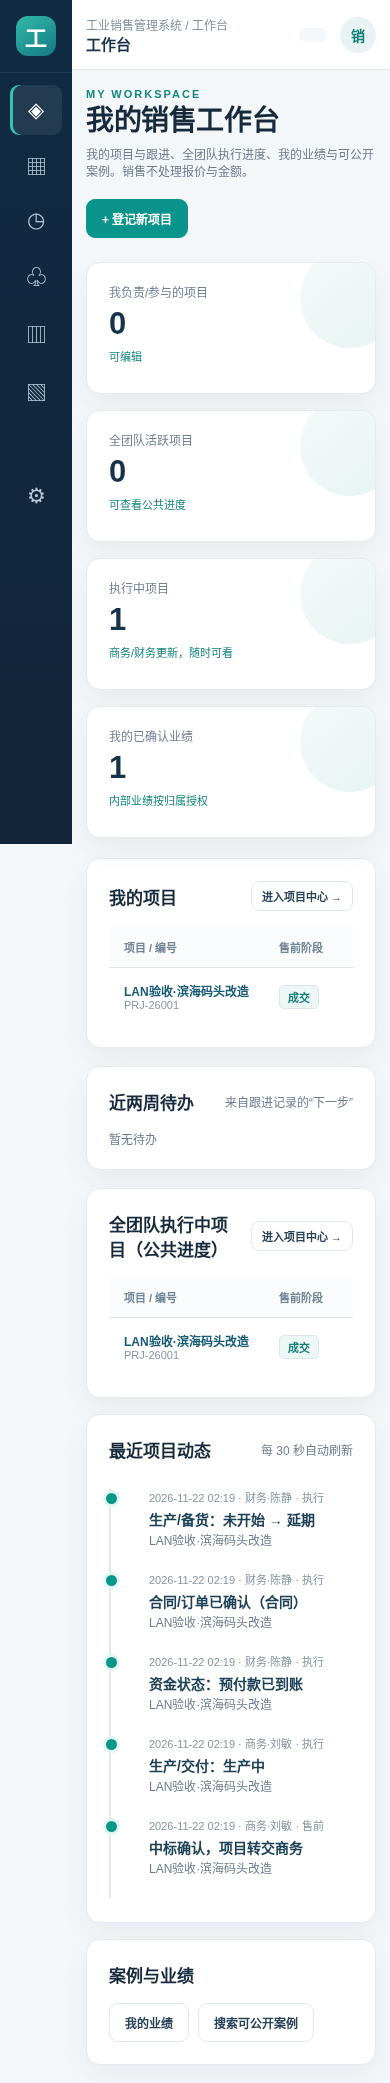 工
工业销售管理系统 / 工作台
工作台
销
MY WORKSPACE
我的销售工作台
我的项目与跟进、全团队执行进度、我的业绩与可公开
案例。销售不处理报价与金额。
+ 登记新项目
我负责/参与的项目
0
可编辑
全团队活跃项目
0
可查看公共进度
执行中项目
1
商务/财务更新，随时可看
我的已确认业绩
1
内部业绩按归属授权
我的项目
进入项目中心 →
项目 / 编号 售前阶段
LAN验收·滨海码头改造 成交
PRJ-26001
近两周待办 来自跟进记录的“下一步”
暂无待办
全团队执行中项
目（公共进度）
进入项目中心 →
项目 / 编号 售前阶段
LAN验收·滨海码头改造 成交
PRJ-26001
最近项目动态 每 30 秒自动刷新
2026-11-22 02:19 · 财务·陈静 · 执行
生产/备货：未开始 → 延期
LAN验收·滨海码头改造
2026-11-22 02:19 · 财务·陈静 · 执行
合同/订单已确认（合同）
LAN验收·滨海码头改造
2026-11-22 02:19 · 财务·陈静 · 执行
资金状态：预付款已到账
LAN验收·滨海码头改造
2026-11-22 02:19 · 商务·刘敏 · 执行
生产/交付：生产中
LAN验收·滨海码头改造
2026-11-22 02:19 · 商务·刘敏 · 售前
中标确认，项目转交商务
LAN验收·滨海码头改造
案例与业绩
我的业绩 搜索可公开案例